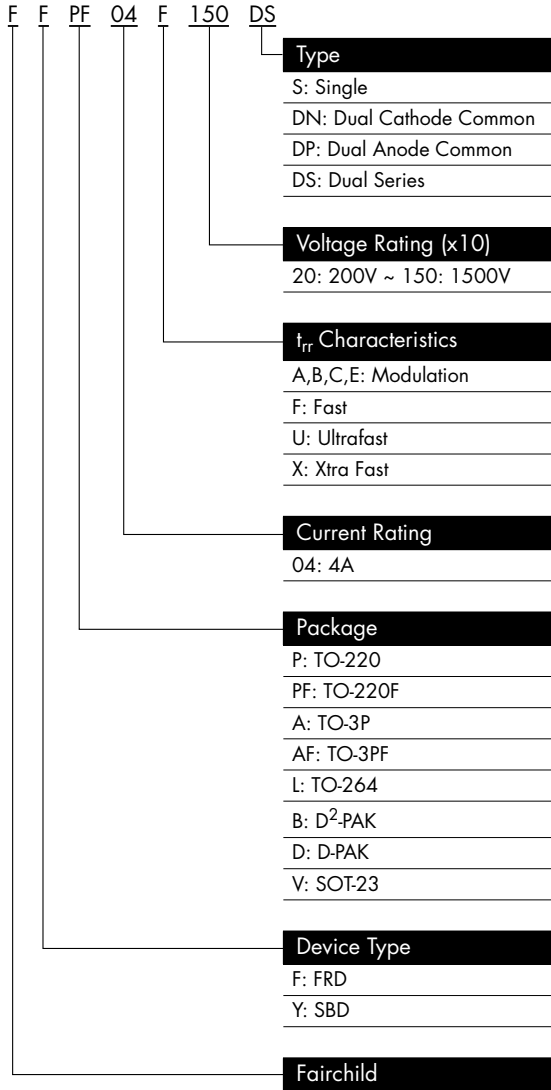 F F PF 04 F 150 DS
Type
S: Single
DN: Dual Cathode Common
DP: Dual Anode Common
DS: Dual Series
Voltage Rating (x10)
20: 200V ~ 150: 1500V
trr Characteristics
A,B,C,E: Modulation
F: Fast
U: Ultrafast
X: Xtra Fast
Current Rating
04: 4A
Package
P: TO-220
PF: TO-220F
A: TO-3P
AF: TO-3PF
L: TO-264
B: D2-PAK
D: D-PAK
V: SOT-23
Device Type
F: FRD
Y: SBD
Fairchild